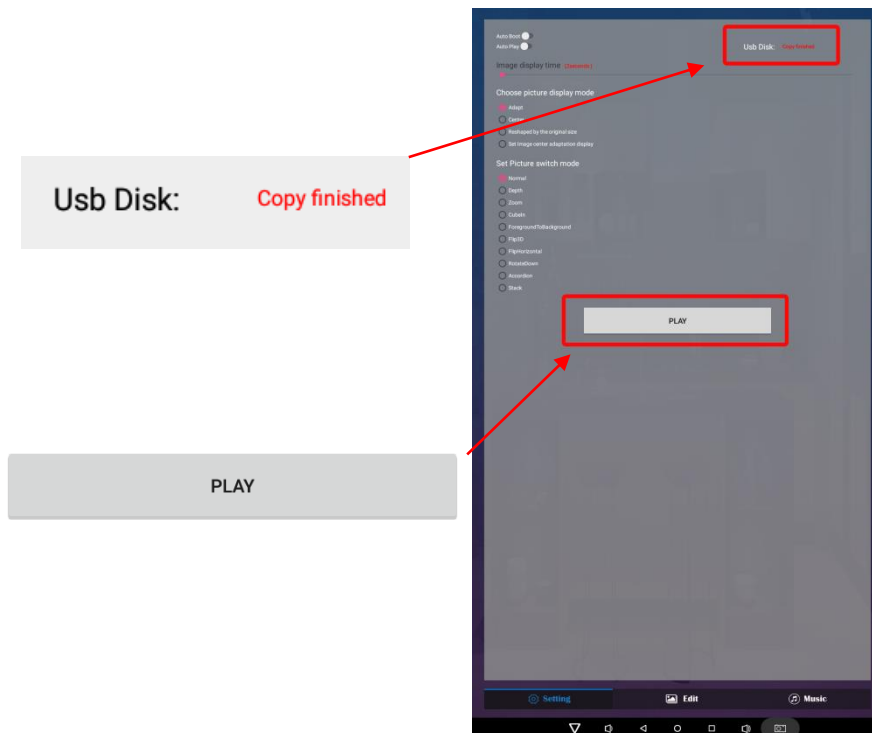 Usb Disk: Copy finished
PLAY
Auto Boot
Auto Play
Usb Disk: Copy finished
Image display time
Choose picture display mode
Adapt
Center
Reshaped by the original size
Set image center adaptation display
Set Picture switch mode
Normal
Depth
Zoom
CubeIn
ForegroundToBackground
Flip3D
FlipHorizontal
RotateDown
Accordion
Stack
PLAY
Setting
Edit
Music